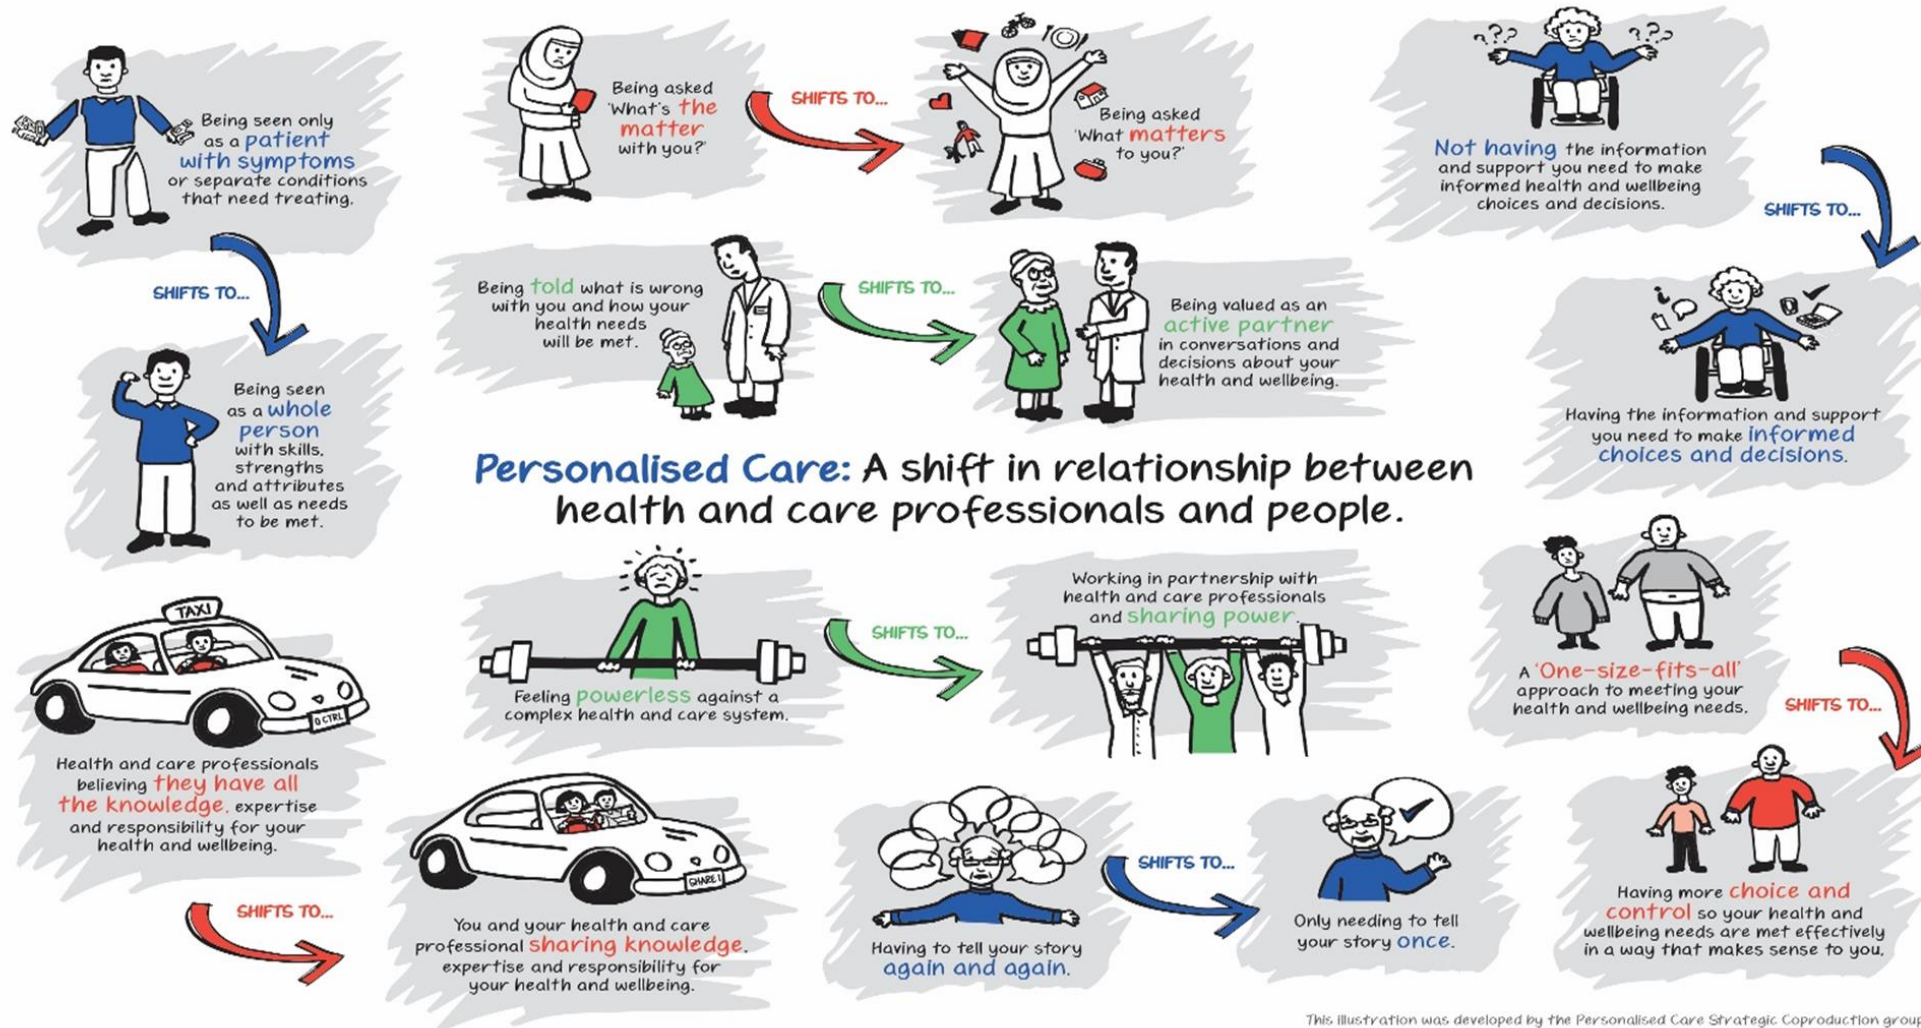 Being seen only
as a patient
with symptoms
or separate conditions
that need treating.
SHIFTS TO...
Being seen
as a whole
person
with skills,
strengths
and attributes
as well as needs
to be met.
Being asked
'What's the
matter
with you?'
SHIFTS TO...
Being asked
'What matters
to you?'
Not having the information
and support you need to make
informed health and wellbeing
choices and decisions.
???
???
SHIFTS TO...
Having the information and support
you need to make informed
choices and decisions.
Being told what is wrong
with you and how your
health needs
will be met.
SHIFTS TO...
Being valued as an
active partner
in conversations and
decisions about your
health and wellbeing.
Personalised Care: A shift in relationship between
health and care professionals and people.
TAXI
0 CTRL
Health and care professionals
believing they have all
the knowledge, expertise
and responsibility for your
health and wellbeing.
SHIFTS TO...
SHARE 1
You and your health and care
professional sharing knowledge,
expertise and responsibility for
your health and wellbeing.
Feeling powerless against a
complex health and care system.
SHIFTS TO...
Working in partnership with
health and care professionals
and sharing power.
Having to tell your story
again and again.
SHIFTS TO...
Only needing to tell
your story once.
A 'One-size-fits-all'
approach to meeting your
health and wellbeing needs.
SHIFTS TO...
Having more choice and
control so your health and
wellbeing needs are met effectively
in a way that makes sense to you.
This illustration was developed by the Personalised Care Strategic Coproduction group